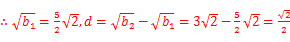 ∴ √b₁ = 5/2 √2, d = √b₂ − √b₁ = 3√2 − 5/2 √2 = √2/2